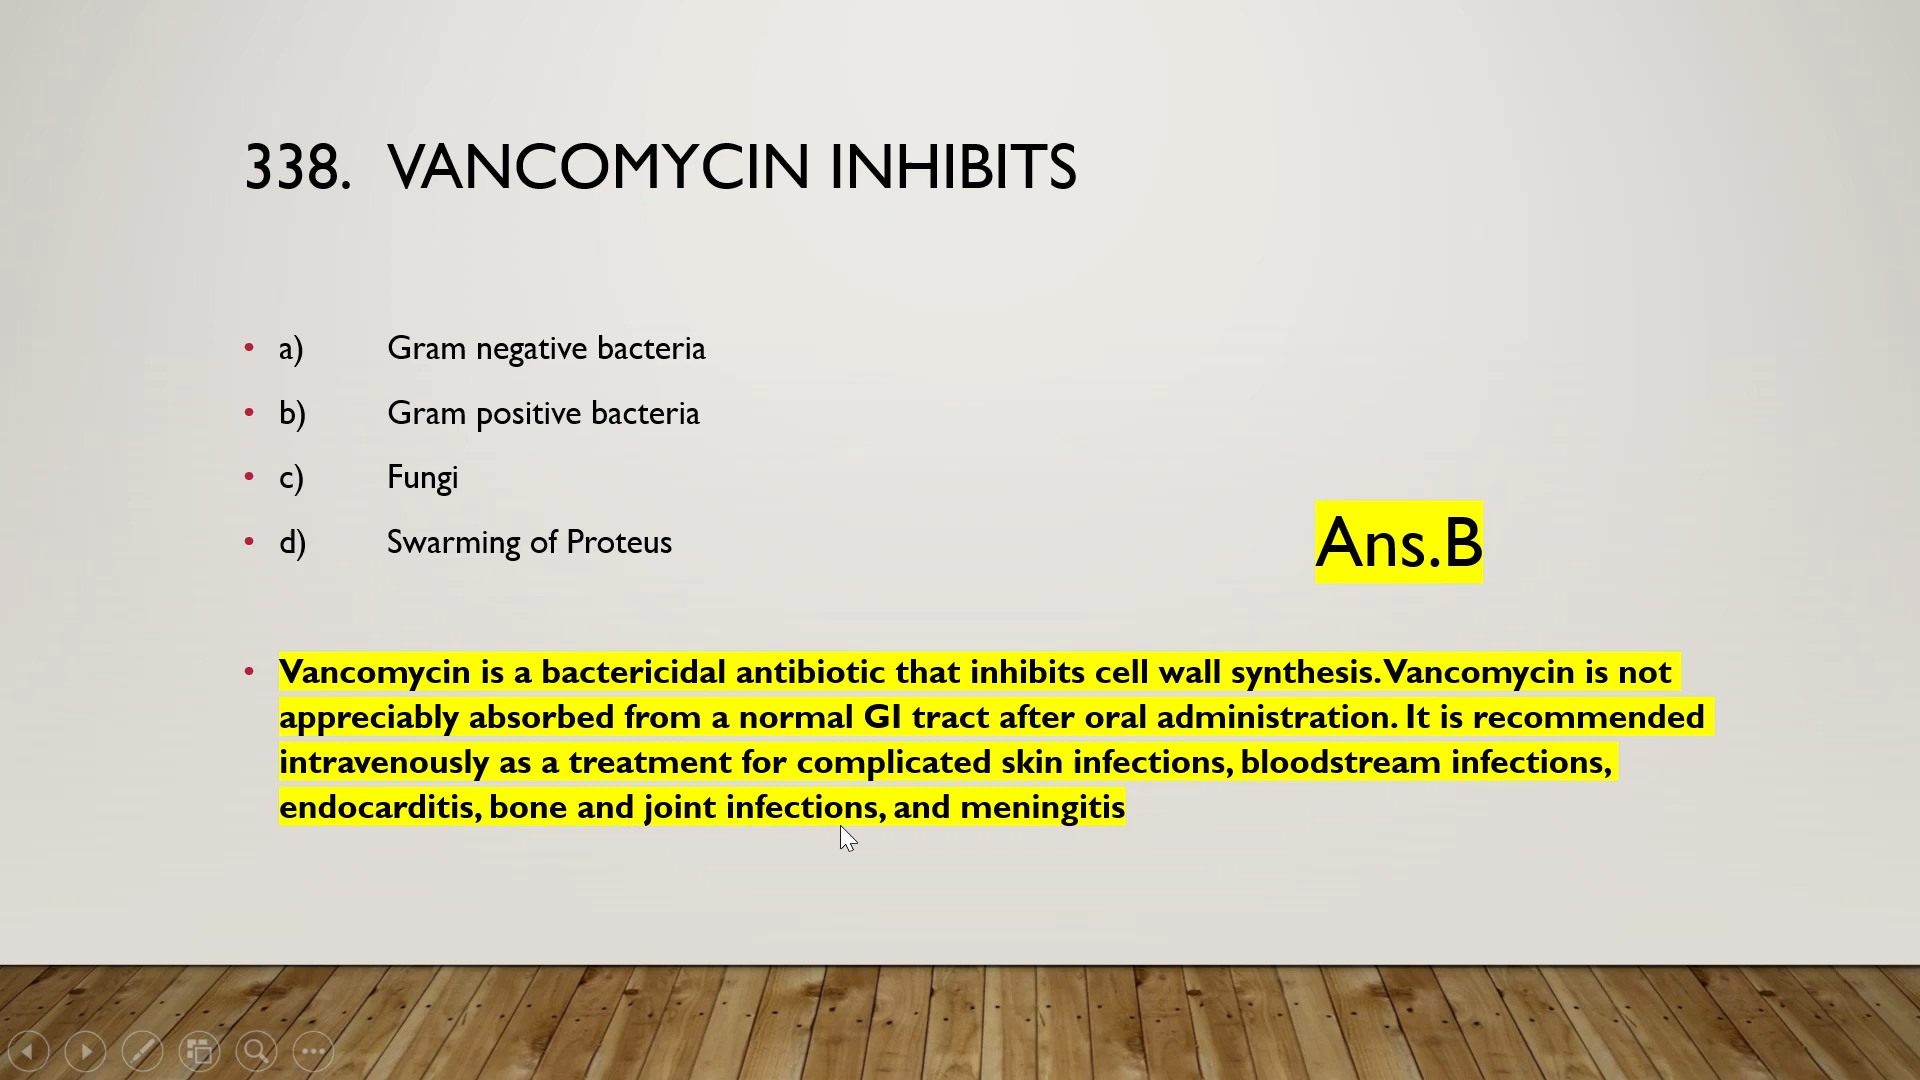 338. VANCOMYCIN INHIBITS
• a) Gram negative bacteria
• b) Gram positive bacteria
• c) Fungi
• d) Swarming of Proteus
Ans.B
• Vancomycin is a bactericidal antibiotic that inhibits cell wall synthesis. Vancomycin is not
appreciably absorbed from a normal GI tract after oral administration. It is recommended
intravenously as a treatment for complicated skin infections, bloodstream infections,
endocarditis, bone and joint infections, and meningitis